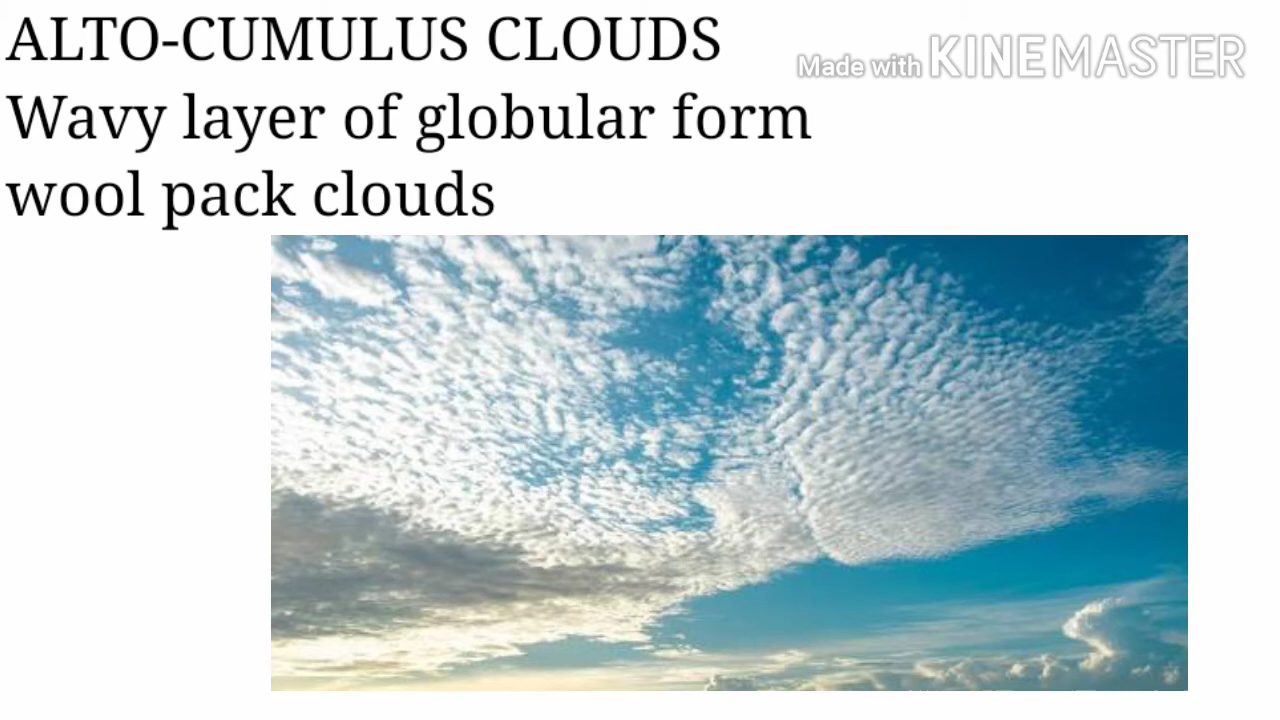 ALTO-CUMULUS CLOUDS
Made with KINEMASTER
Wavy layer of globular form
wool pack clouds